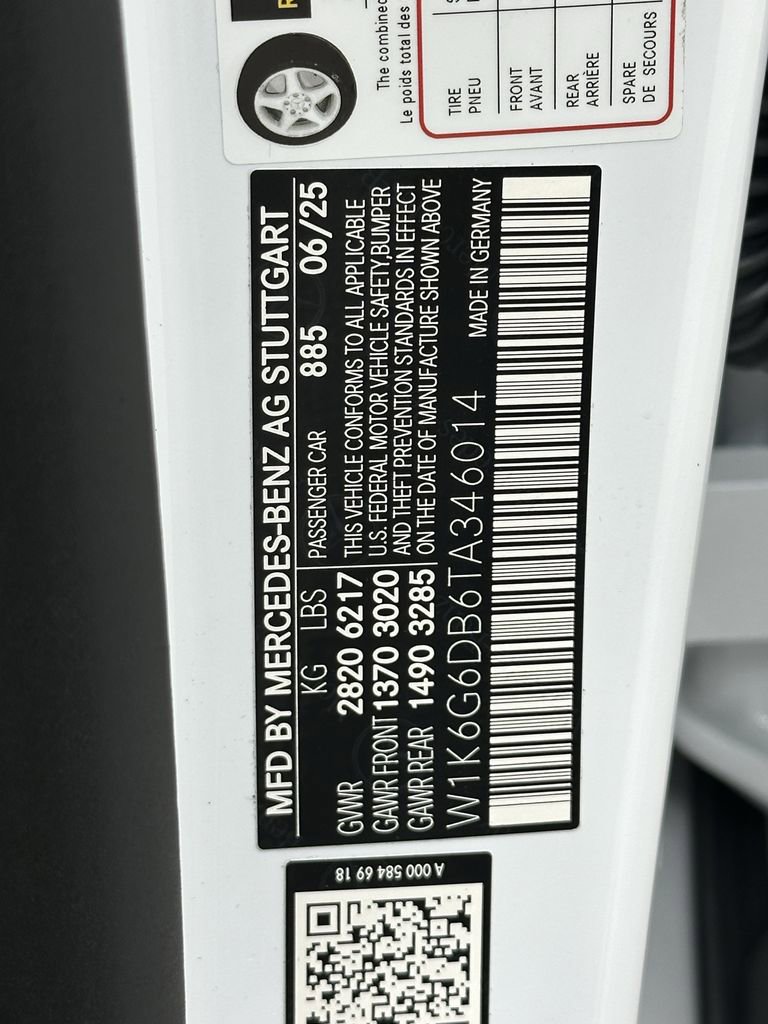 The combined
Le poids total des
TIRE
PNEU
FRONT
AVANT
REAR
ARRIÈRE
SPARE
DE SECOURS
MFD BY MERCEDES-BENZ AG STUTTGART
KG LBS PASSENGER CAR 885 06/25
GVWR 2820 6217
GAWR FRONT 1370 3020
GAWR REAR 1490 3285
THIS VEHICLE CONFORMS TO ALL APPLICABLE
U.S. FEDERAL MOTOR VEHICLE SAFETY,BUMPER
AND THEFT PREVENTION STANDARDS IN EFFECT
ON THE DATE OF MANUFACTURE SHOWN ABOVE
W1K6G6DB6TA346014 MADE IN GERMANY
A 000 584 69 18